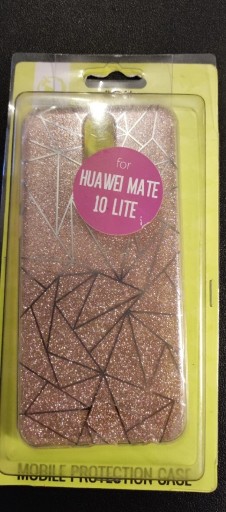 for
HUAWEI MATE
10 LITE
MOBILE PROTECTION CASE